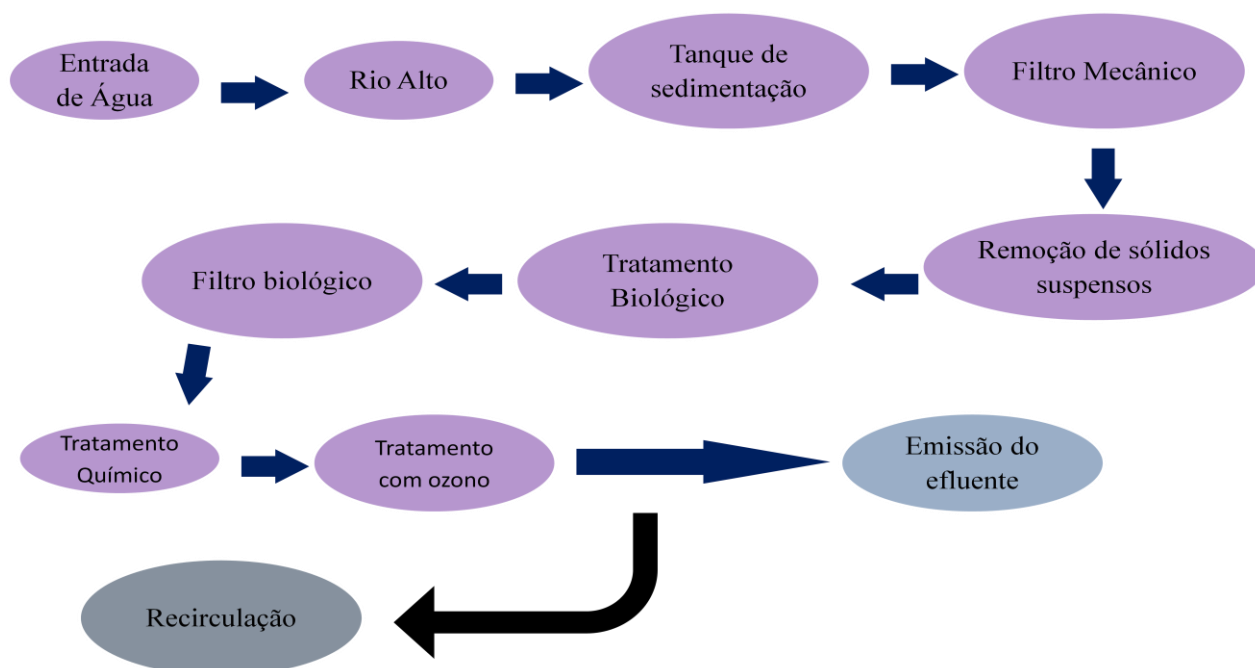 Entrada
de Água
Rio Alto
Tanque de
sedimentação
Filtro Mecânico
Remoção de sólidos
suspensos
Tratamento
Biológico
Filtro biológico
Tratamento
Químico
Tratamento
com ozono
Emissão do
efluente
Recirculação